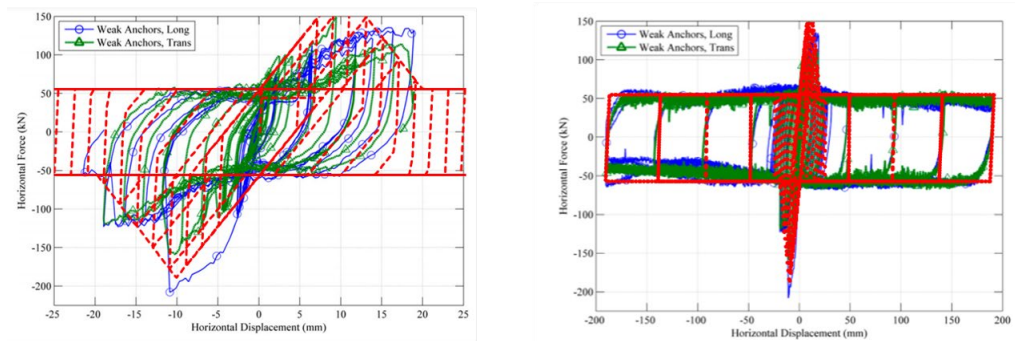 150
100
50
0
-50
-100
-150
-200
Horizontal Force (kN)
Weak Anchors, Long
Weak Anchors, Trans
-25 -20 -15 -10 -5 0 5 10 15 20 25
Horizontal Displacement (mm)
150
100
50
0
-50
-100
-150
-200
-250
Horizontal Force (kN)
Weak Anchors, Long
Weak Anchors, Trans
-200 -150 -100 -50 0 50 100 150 200
Horizontal Displacement (mm)